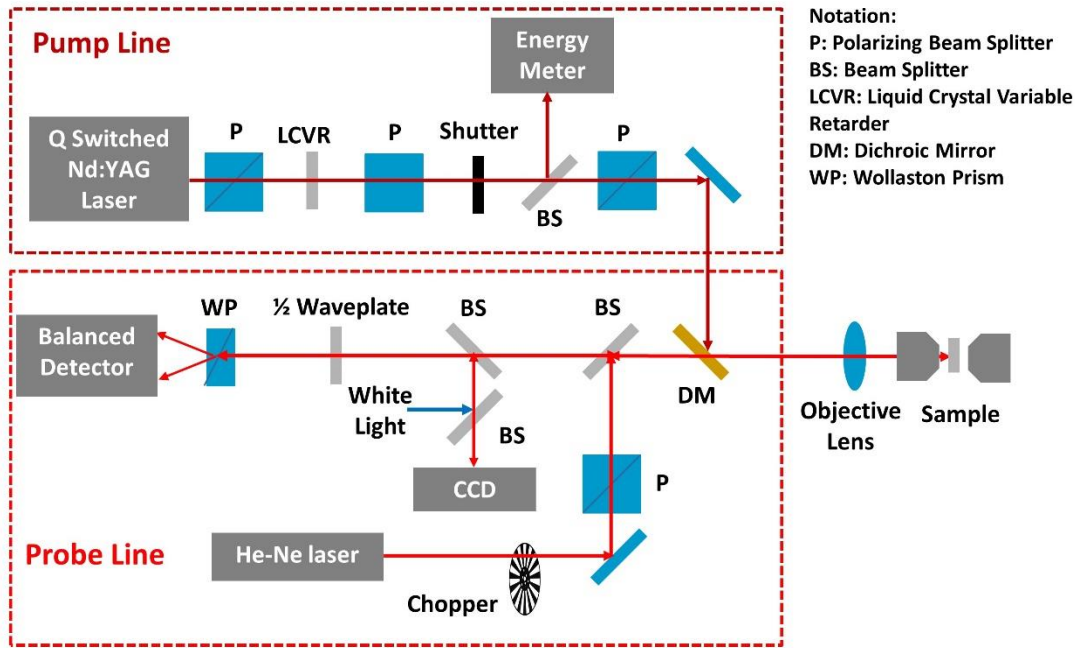 Pump Line
Energy
Meter
Q Switched
Nd:YAG
Laser
P
LCVR
P
Shutter
BS
P
Notation:
P: Polarizing Beam Splitter
BS: Beam Splitter
LCVR: Liquid Crystal Variable
Retarder
DM: Dichroic Mirror
WP: Wollaston Prism
Balanced
Detector
WP
½ Waveplate
BS
BS
DM
White
Light
BS
CCD
P
Objective
Lens
Sample
Probe Line
He-Ne laser
Chopper